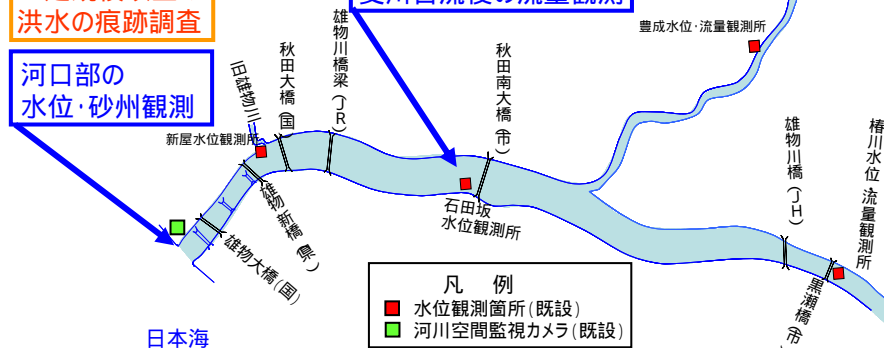 洪水の痕跡調査
河口部の
水位・砂州観測
豊成水位・流量観測所
旧雄物川
新屋水位観測所
秋田大橋(国)
雄物川橋梁(JR)
秋田南大橋(市)
雄物川橋(JH)
椿川水位 流量観測所
雄物新橋(県)
雄物大橋(国)
石田坂
水位観測所
黒瀬橋(市)
凡 例
水位観測箇所(既設)
河川空間監視カメラ(既設)
日本海